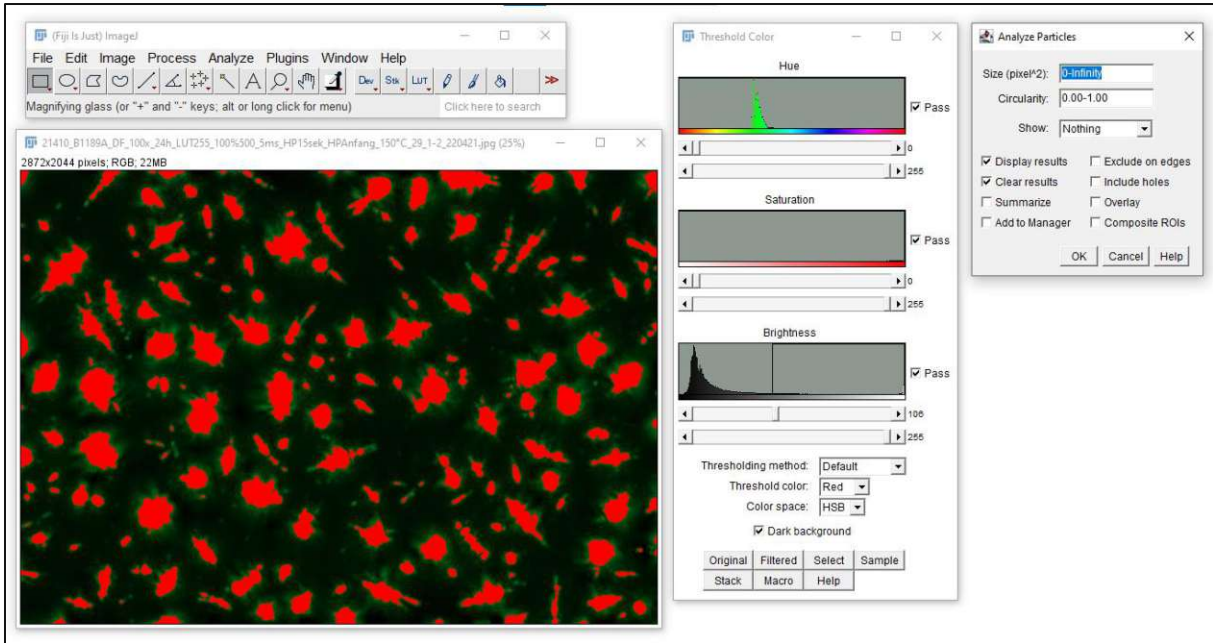 (Fiji Is Just) ImageJ
File Edit Image Process Analyze Plugins Window Help
Dev Stk LUT
Magnifying glass (or "+" and "-" keys; alt or long click for menu)
Click here to search
21410_B1189A_DF_100x_24h_LUT255_100%500_5ms_HP15sek_HPAnfang_150°C_29_1-2_220421.jpg (25%)
2872x2044 pixels; RGB; 22MB
Threshold Color
Hue
Pass
0
255
Saturation
Pass
0
255
Brightness
Pass
106
255
Thresholding method: Default
Threshold color: Red
Color space: HSB
Dark background
Original Filtered Select Sample
Stack Macro Help
Analyze Particles
Size (pixel^2): 0-Infinity
Circularity: 0.00-1.00
Show: Nothing
Display results Exclude on edges
Clear results Include holes
Summarize Overlay
Add to Manager Composite ROIs
OK Cancel Help